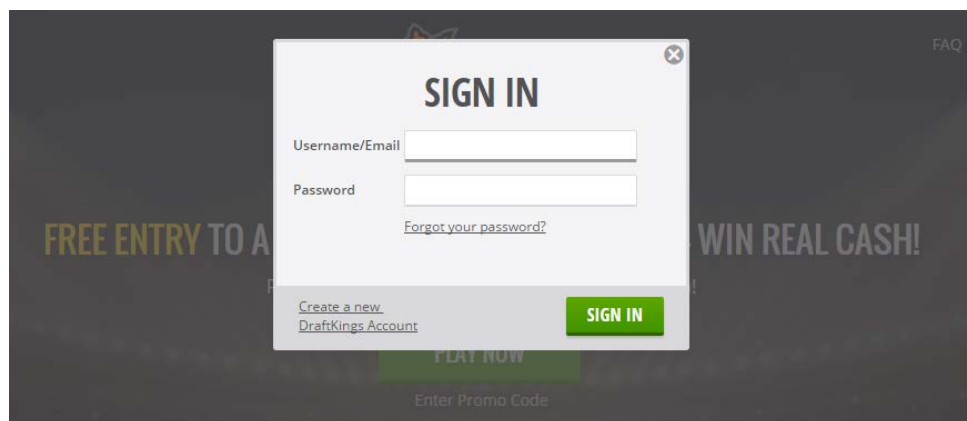 FAQ
SIGN IN
Username/Email
Password
Forgot your password?
FREE ENTRY TO A
WIN REAL CASH!
Create a new
DraftKings Account
SIGN IN
PLAY NOW
Enter Promo Code